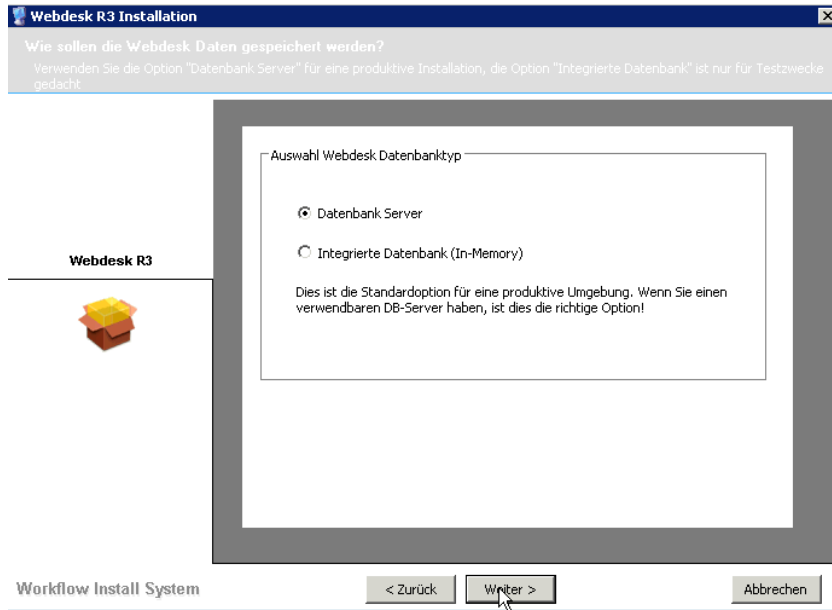 Webdesk R3 Installation
Wie sollen die Webdesk Daten gespeichert werden?
Verwenden Sie die Option "Datenbank Server" für eine produktive Installation, die Option "Integrierte Datenbank" ist nur für Testzwecke
gedacht
Auswahl Webdesk Datenbanktyp
Datenbank Server
Integrierte Datenbank (In-Memory)
Dies ist die Standardoption für eine produktive Umgebung. Wenn Sie einen
verwendbaren DB-Server haben, ist dies die richtige Option!
Webdesk R3
Workflow Install System
< Zurück
Weiter >
Abbrechen